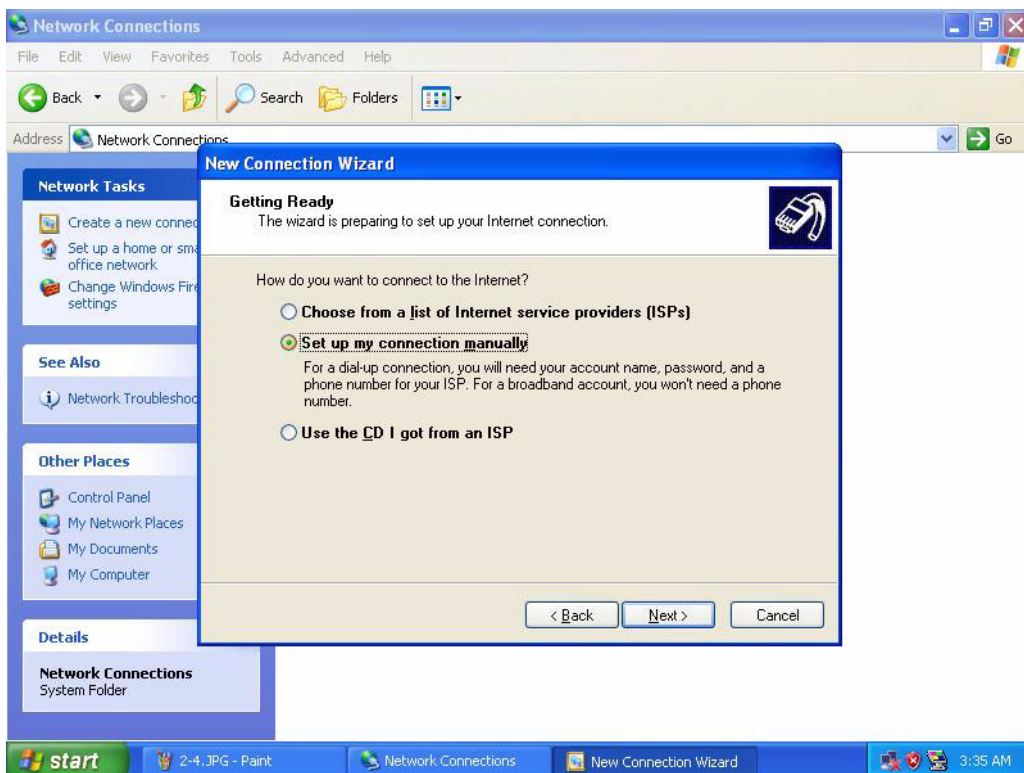 Network Connections
File Edit View Favorites Tools Advanced Help
Back Search Folders
Address Network Connections Go
New Connection Wizard
Getting Ready
The wizard is preparing to set up your Internet connection.
How do you want to connect to the Internet?
Choose from a list of Internet service providers (ISPs)
Set up my connection manually
For a dial-up connection, you will need your account name, password, and a
phone number for your ISP. For a broadband account, you won't need a phone
number.
Use the CD I got from an ISP
< Back Next > Cancel
Network Tasks
Create a new connec
Set up a home or sma
office network
Change Windows Fire
settings
See Also
Network Troubleshoo
Other Places
Control Panel
My Network Places
My Documents
My Computer
Details
Network Connections
System Folder
start 2-4.JPG - Paint Network Connections New Connection Wizard 3:35 AM